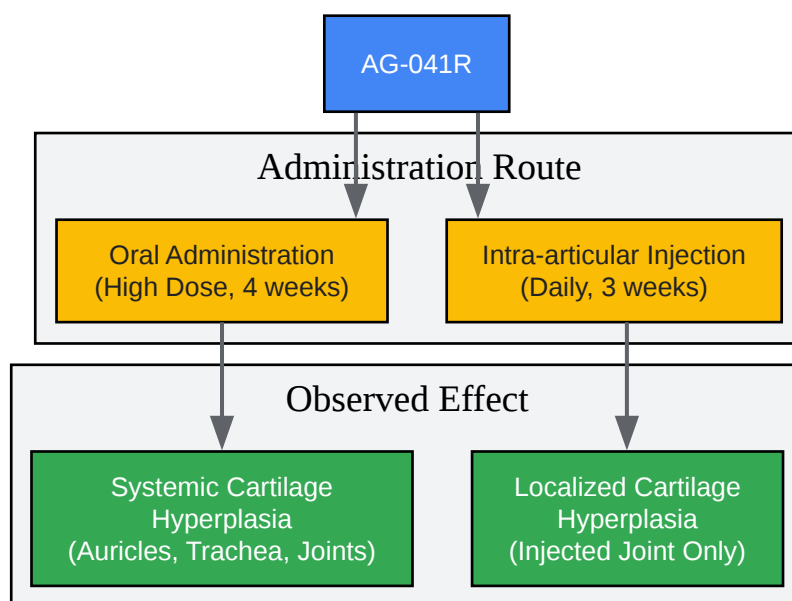 AG-041R
Administration Route
Oral Administration
(High Dose, 4 weeks)
Intra-articular Injection
(Daily, 3 weeks)
Observed Effect
Systemic Cartilage
Hyperplasia
(Auricles, Trachea, Joints)
Localized Cartilage
Hyperplasia
(Injected Joint Only)